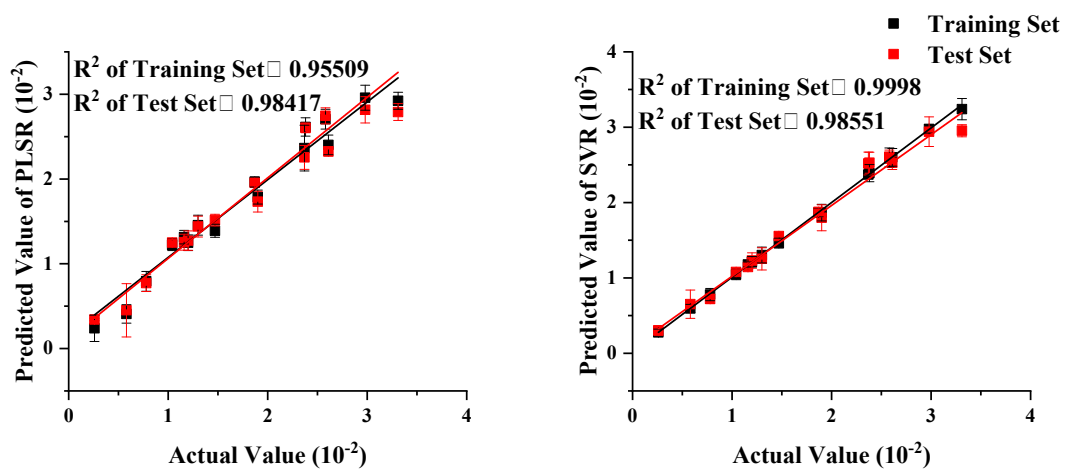 Training Set
Test Set
R² of Training Set□ 0.95509
R² of Test Set□ 0.98417
Predicted Value of PLSR (10⁻²)
3
2
1
0
0 1 2 3 4
Actual Value (10⁻²)
R² of Training Set□ 0.9998
R² of Test Set□ 0.98551
Predicted Value of SVR (10⁻²)
4
3
2
1
0
0 1 2 3 4
Actual Value (10⁻²)